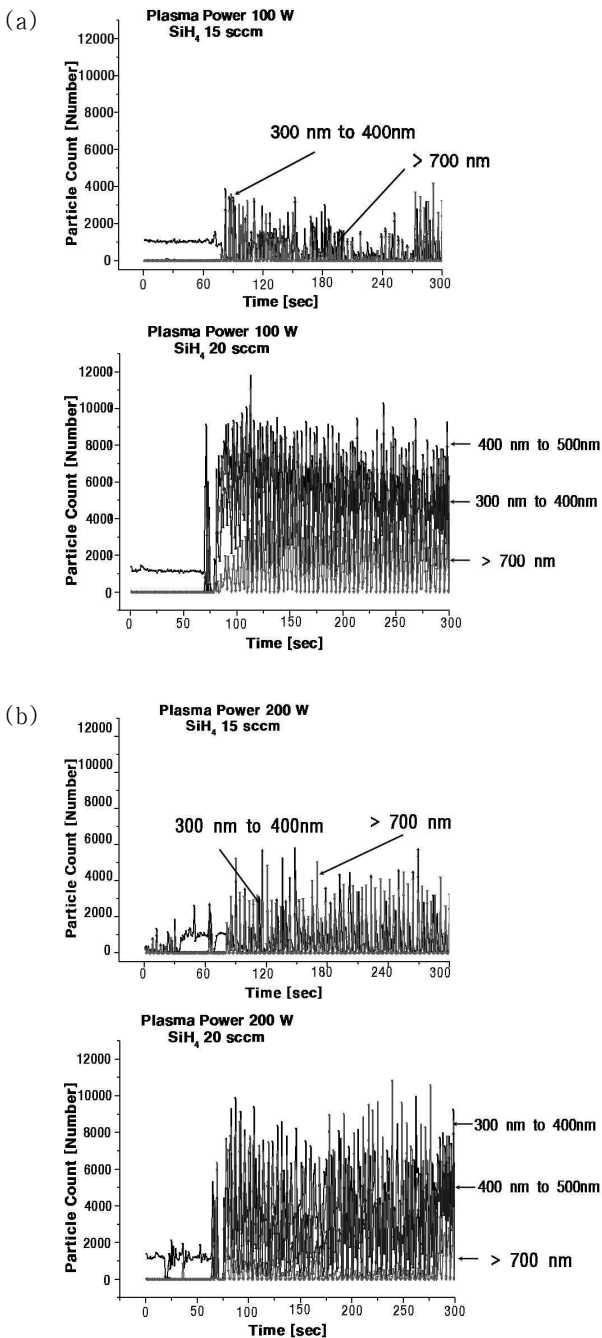 (a)
Plasma Power 100 W
SiH₄ 15 sccm
Particle Count [Number]
12000
10000
8000
6000
4000
2000
0
300 nm to 400nm
> 700 nm
0 60 120 180 250 300
Time [sec]
Plasma Power 100 W
SiH₄ 20 sccm
Particle Count [Number]
12000
10000
8000
6000
4000
2000
0
400 nm to 500nm
300 nm to 400nm
> 700 nm
0 50 100 150 200 250 300
Time [sec]
(b)
Plasma Power 200 W
SiH₄ 15 sccm
Particle Count [Number]
12000
10000
8000
6000
4000
2000
0
300 nm to 400nm
> 700 nm
0 60 120 170 240 300
Time [sec]
Plasma Power 200 W
SiH₄ 20 sccm
Particle Count [Number]
12000
10000
8000
6000
4000
2000
0
300 nm to 400nm
400 nm to 500nm
> 700 nm
0 50 100 150 200 250 300
Time [sec]